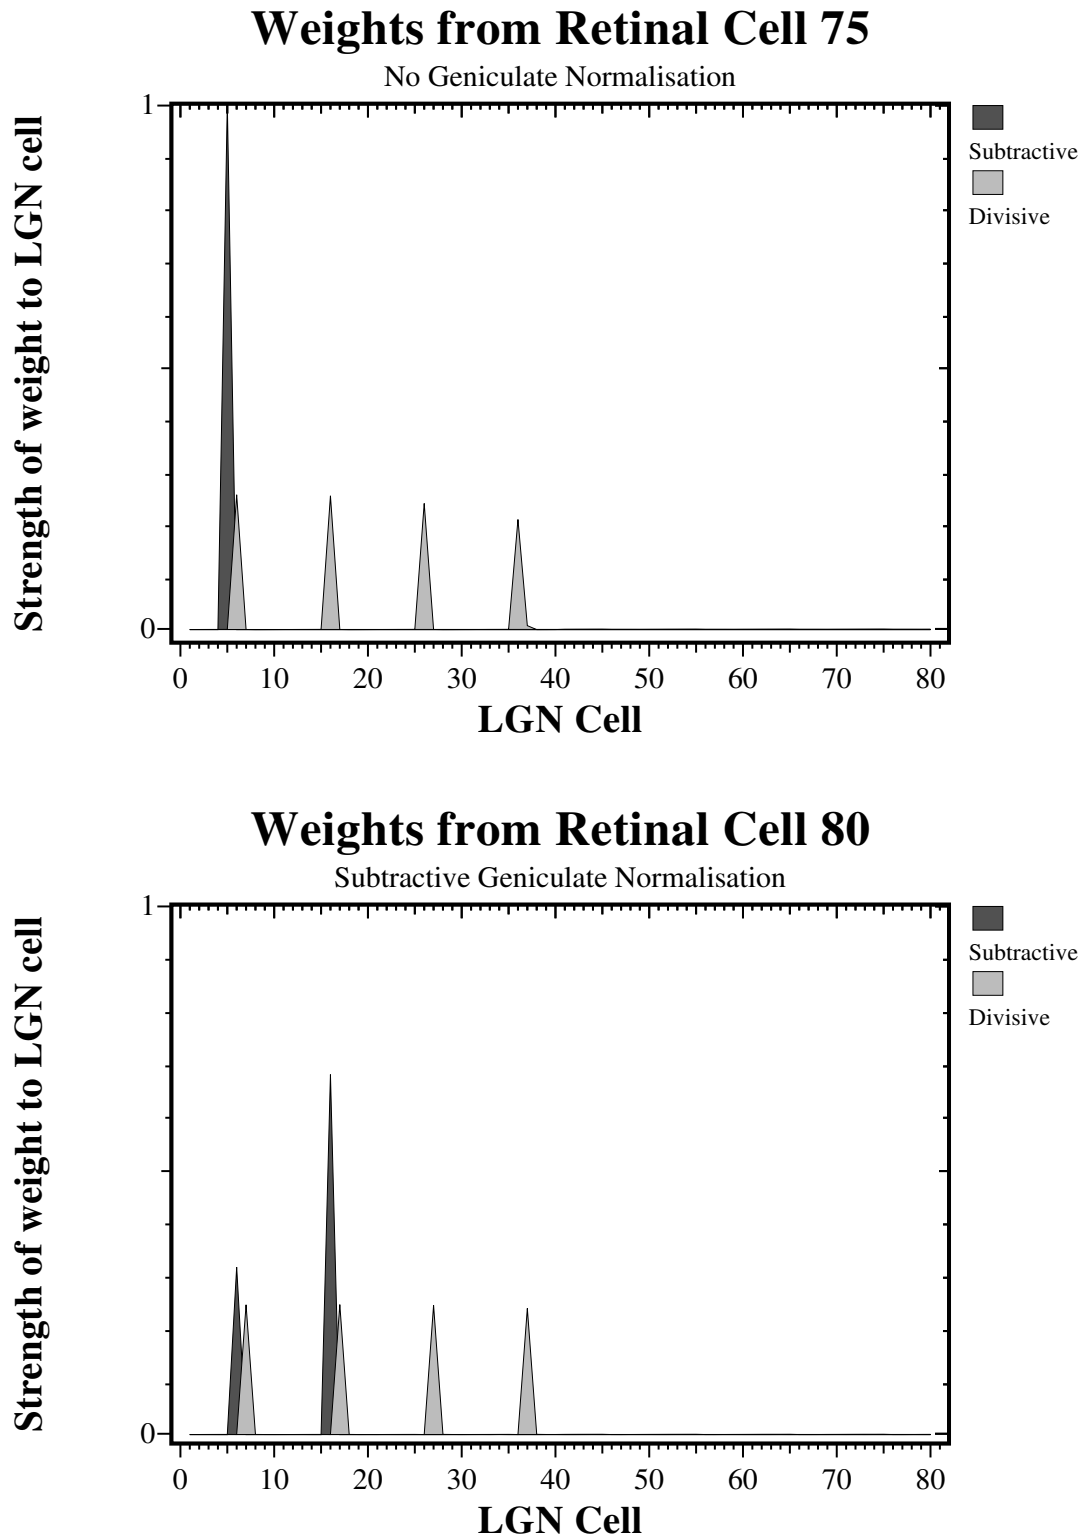 Weights from Retinal Cell 75
No Geniculate Normalisation
Strength of weight to LGN cell
1
0
0 10 20 30 40 50 60 70 80
LGN Cell
Subtractive
Divisive
Weights from Retinal Cell 80
Subtractive Geniculate Normalisation
Strength of weight to LGN cell
1
0
0 10 20 30 40 50 60 70 80
LGN Cell
Subtractive
Divisive